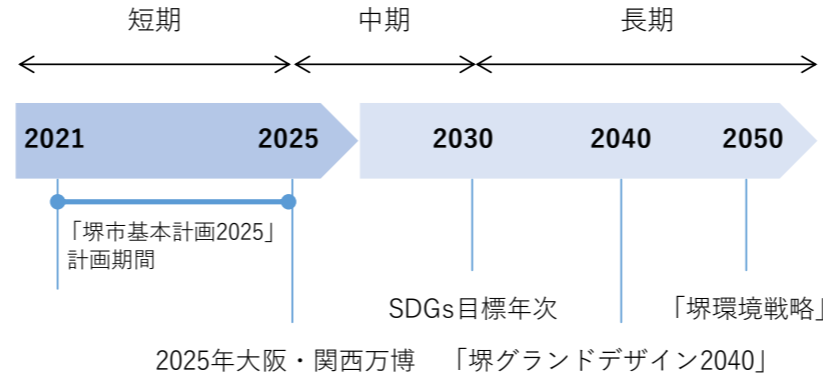 短期 中期 長期
2021 2025 2030 2040 2050
「堺市基本計画2025」
計画期間
SDGs目標年次 「堺環境戦略」
2025年大阪・関西万博 「堺グランドデザイン2040」